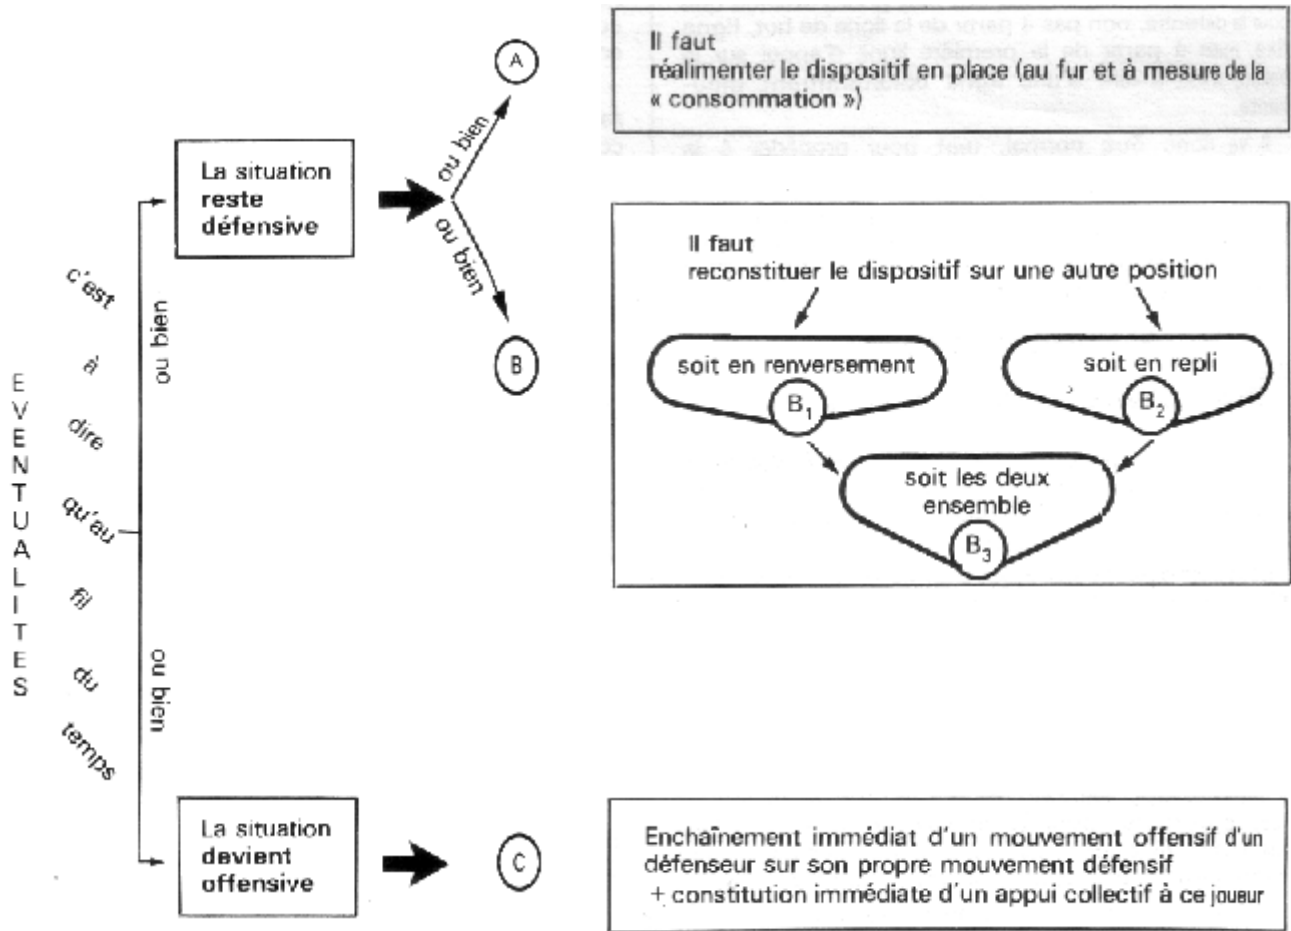 EVENTUALITES
c'est
à
dire
qu'au
fil
du
temps
ou bien
ou bien
La situation
reste
défensive
ou bien
ou bien
A
B
Il faut
réalimenter le dispositif en place (au fur et à mesure de la
« consommation »)
Il faut
reconstituer le dispositif sur une autre position
soit en renversement
B1
soit en repli
B2
soit les deux
ensemble
B3
La situation
devient
offensive
C
Enchaînement immédiat d'un mouvement offensif d'un
défenseur sur son propre mouvement défensif
+ constitution immédiate d'un appui collectif à ce joueur